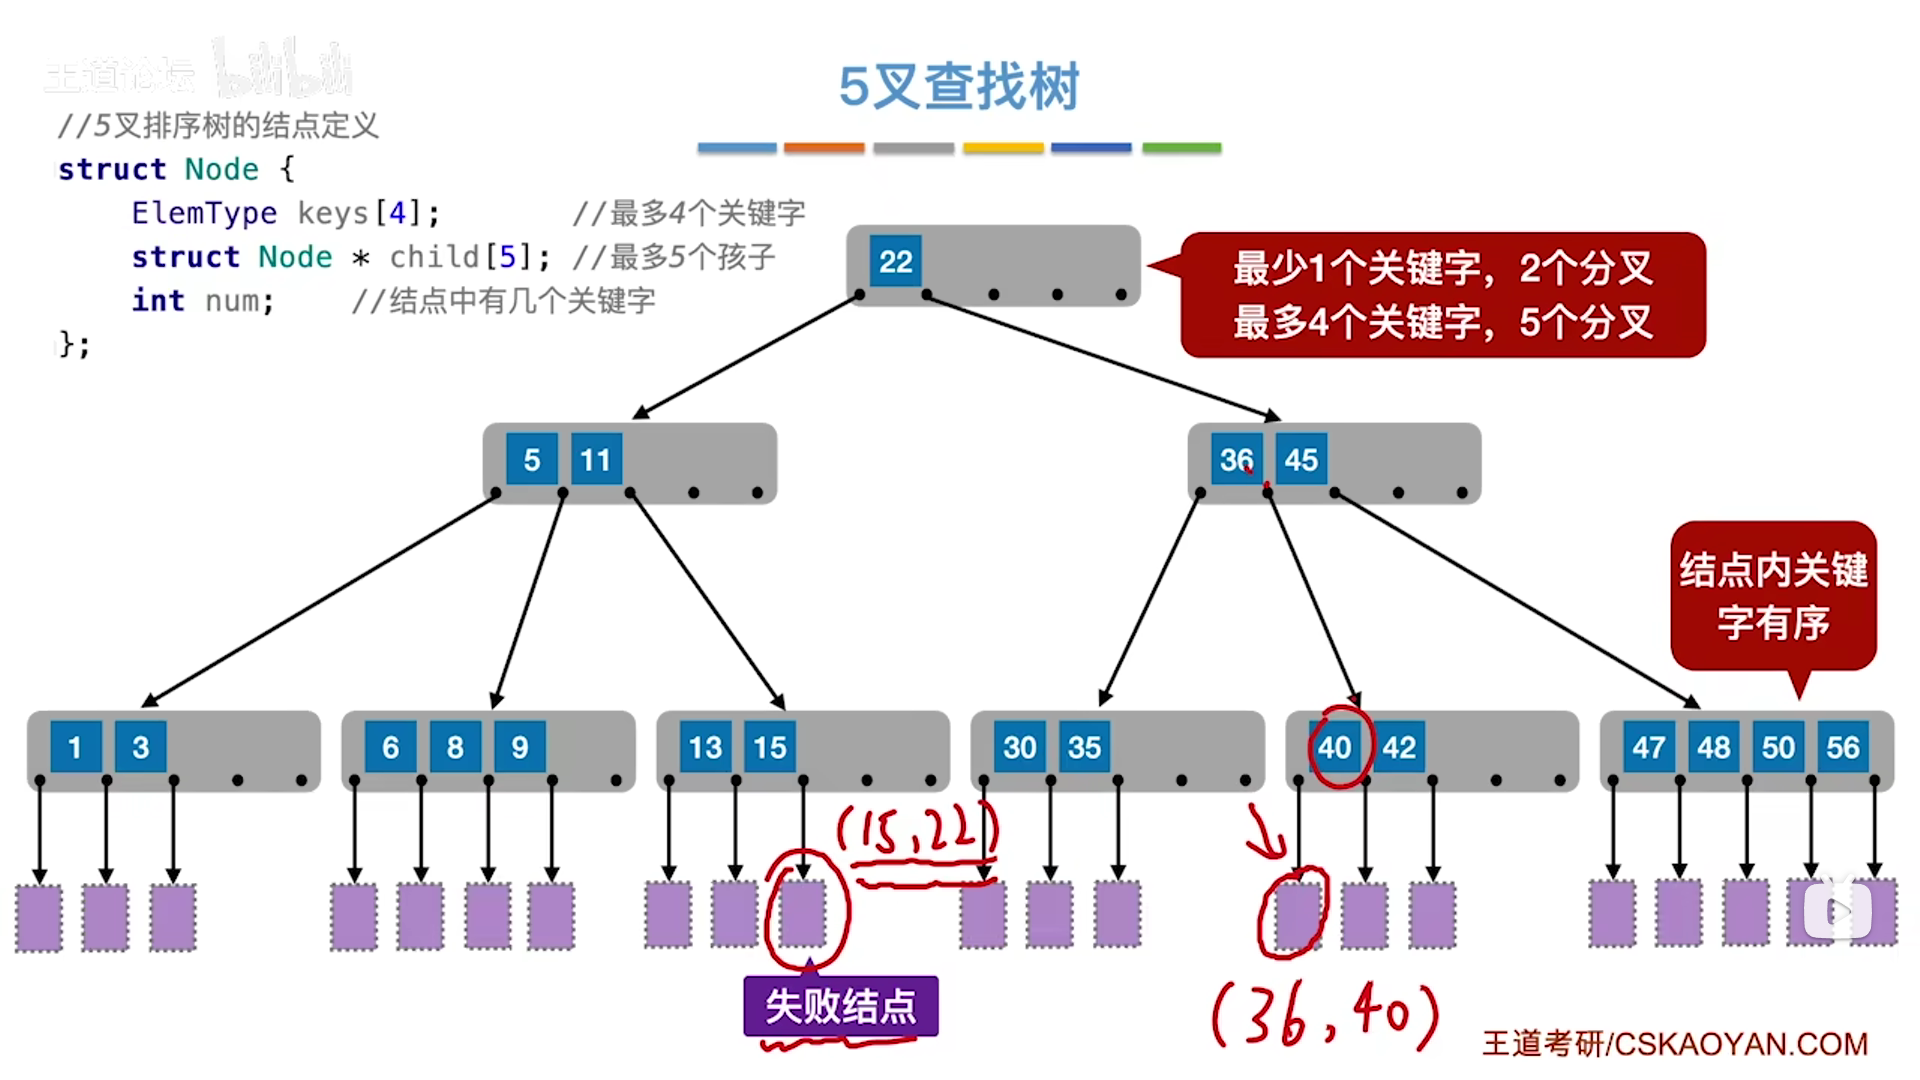 王道论坛 bilibili
5叉查找树
//5叉排序树的结点定义
struct Node {
ElemType keys[4]; //最多4个关键字
struct Node * child[5]; //最多5个孩子
int num; //结点中有几个关键字
};
22
最少1个关键字，2个分叉
最多4个关键字，5个分叉
5 11
36 45
结点内关键
字有序
1 3
6 8 9
13 15
30 35
40 42
47 48 50 56
(15,22)
失败结点
(36,40)
王道考研/CSKAOYAN.COM